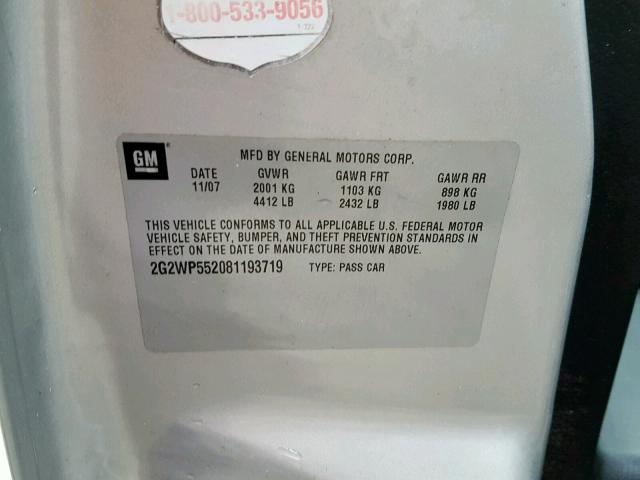 1-800-533-9056
GM
MFD BY GENERAL MOTORS CORP.
DATE GVWR GAWR FRT GAWR RR
11/07 2001 KG 1103 KG 898 KG
4412 LB 2432 LB 1980 LB
THIS VEHICLE CONFORMS TO ALL APPLICABLE U.S. FEDERAL MOTOR
VEHICLE SAFETY, BUMPER, AND THEFT PREVENTION STANDARDS IN
EFFECT ON THE DATE OF MANUFACTURE SHOWN ABOVE.
2G2WP552081193719 TYPE: PASS CAR